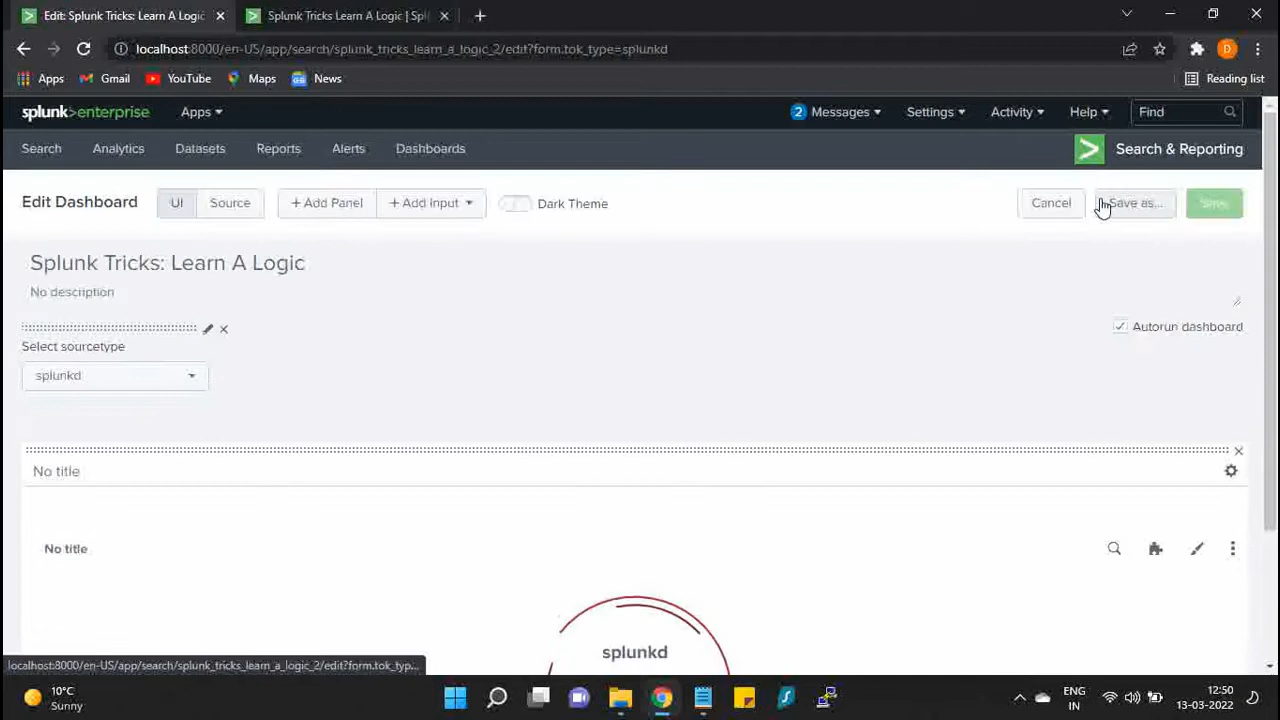 Edit: Splunk Tricks: Learn A Logic
Splunk Tricks Learn A Logic | Spl
localhost:8000/en-US/app/search/splunk_tricks_learn_a_logic_2/edit?form.tok_type=splunkd
D
Apps
Gmail
YouTube
Maps
News
Reading list
splunk>enterprise
Apps
2 Messages
Settings
Activity
Help
Find
Search
Analytics
Datasets
Reports
Alerts
Dashboards
Search & Reporting
Edit Dashboard
UI
Source
+ Add Panel
+ Add Input
Dark Theme
Cancel
Save as...
Save
Splunk Tricks: Learn A Logic
No description
Autorun dashboard
Select sourcetype
splunkd
No title
No title
splunkd
localhost:8000/en-US/app/search/splunk_tricks_learn_a_logic_2/edit?form.tok_typ...
10°C
Sunny
ENG
IN
12:50
13-03-2022